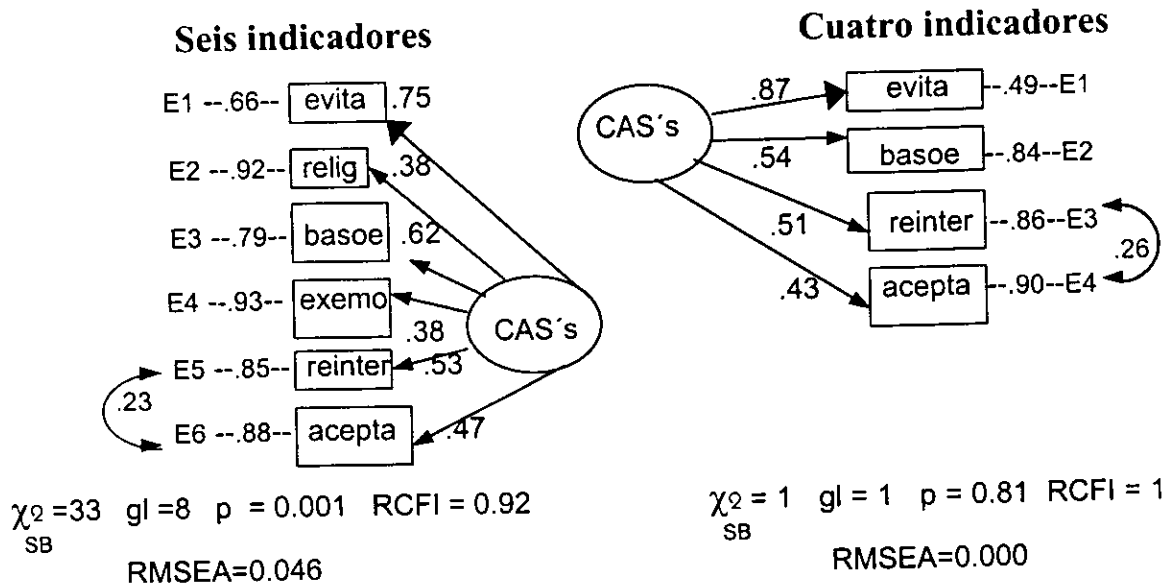 Seis indicadores
E1 --.66-- evita .75
E2 --.92-- relig .38
E3 --.79-- basoe .62
E4 --.93-- exemo .38
E5 --.85-- reinter .53
E6 --.88-- acepta .47
.23
CAS´s
χ2 =33 gl =8 p = 0.001 RCFI = 0.92
SB
RMSEA=0.046
Cuatro indicadores
CAS´s
.87 evita --.49--E1
.54 basoe --.84--E2
.51 reinter --.86--E3
.43 acepta --.90--E4
.26
χ2 = 1 gl = 1 p = 0.81 RCFI = 1
SB
RMSEA=0.000